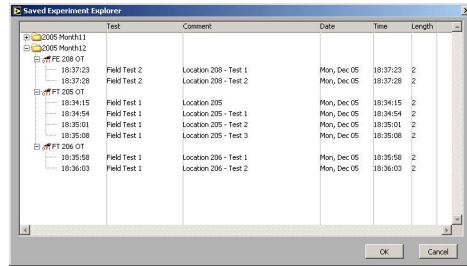 Saved Experiment Explorer
Test Comment Date Time Length
2005 Month11
2005 Month12
FE 208 OT
18:37:23 Field Test 2 Location 208 - Test 1 Mon, Dec 05 18:37:23 2
18:37:28 Field Test 2 Location 208 - Test 2 Mon, Dec 05 18:37:28 2
FT 205 OT
18:34:15 Field Test 1 Location 205 Mon, Dec 05 18:34:15 2
18:34:54 Field Test 1 Location 205 - Test 1 Mon, Dec 05 18:34:54 2
18:35:01 Field Test 1 Location 205 - Test 2 Mon, Dec 05 18:35:01 2
18:35:08 Field Test 1 Location 205 - Test 3 Mon, Dec 05 18:35:08 2
FT 206 OT
18:35:58 Field Test 1 Location 206 - Test 1 Mon, Dec 05 18:35:58 2
18:36:03 Field Test 1 Location 206 - Test 2 Mon, Dec 05 18:36:03 2
OK Cancel